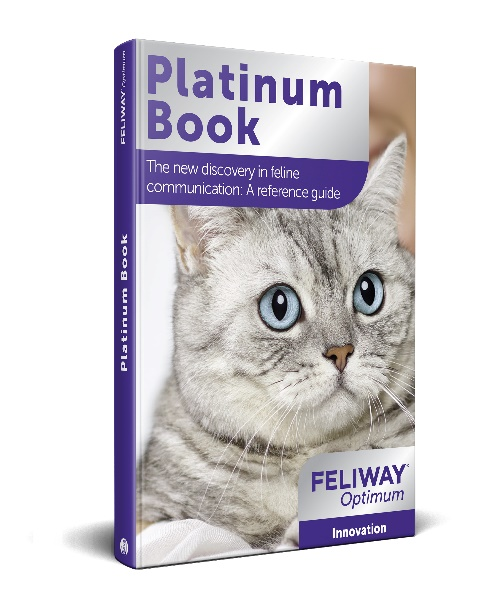 Platinum
Book
The new discovery in feline
communication: A reference guide
FELIWAY®
Optimum
Innovation
FELIWAY Optimum
Platinum Book